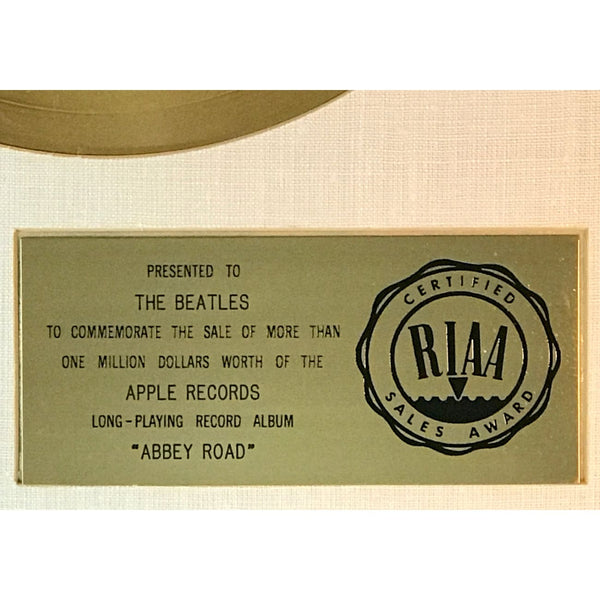 PRESENTED TO
THE BEATLES
TO COMMEMORATE THE SALE OF MORE THAN
ONE MILLION DOLLARS WORTH OF THE
APPLE RECORDS
LONG-PLAYING RECORD ALBUM
"ABBEY ROAD"
CERTIFIED
RIAA
SALES AWARD